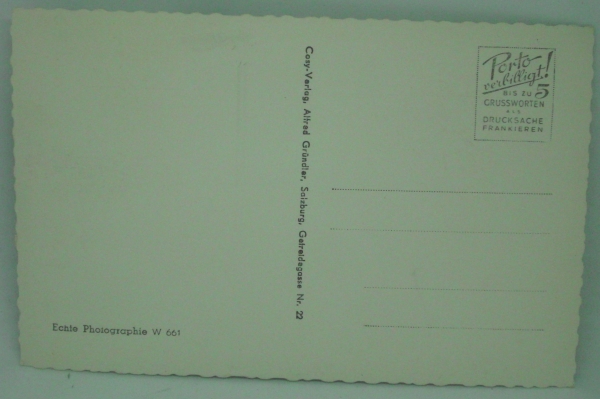 Echte Photographie W 661
Cosy-Verlag, Alfred Gründler, Salzburg, Getreidegasse Nr. 22
Porto
verbilligt!
BIS ZU 5
GRUSSWORTEN
ALS
DRUCKSACHE
FRANKIEREN